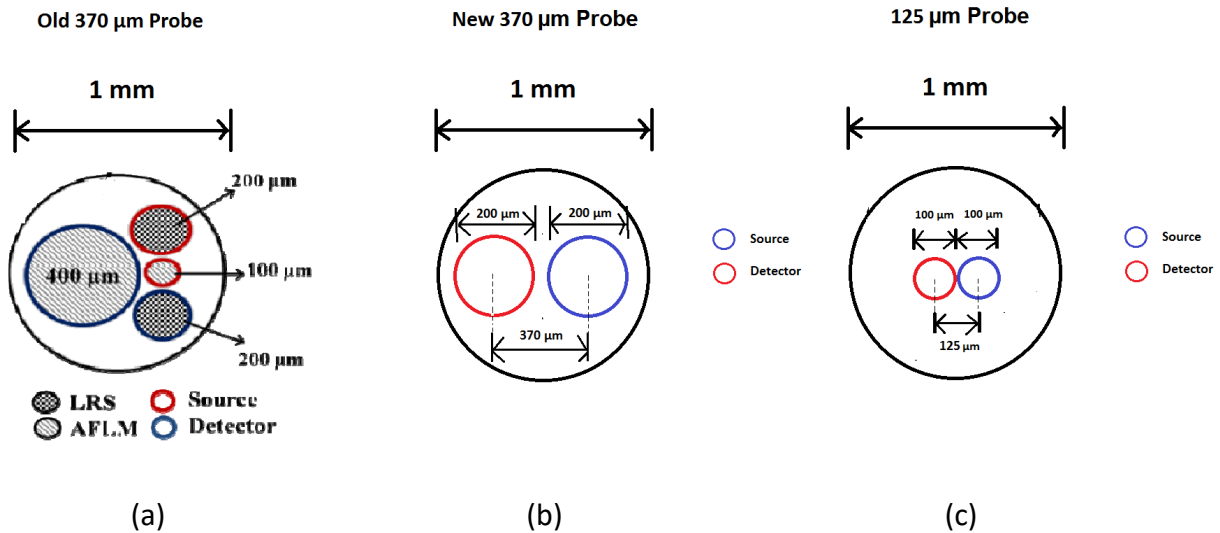 Old 370 µm Probe
1 mm
200 µm
400 µm
100 µm
200 µm
LRS
Source
AFLM
Detector
(a)
New 370 µm Probe
1 mm
200 µm
200 µm
370 µm
Source
Detector
(b)
125 µm Probe
1 mm
100 µm
100 µm
125 µm
Source
Detector
(c)